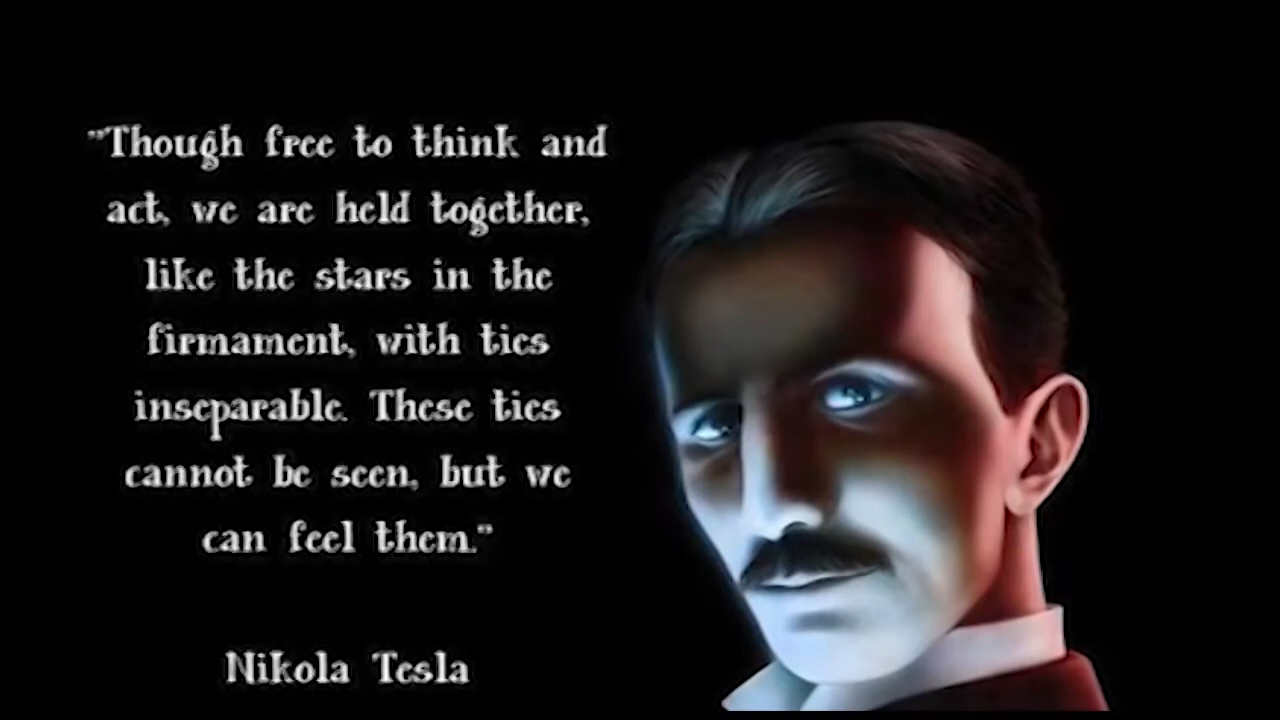 "Though free to think and
act, we are held together,
like the stars in the
firmament, with ties
inseparable. These ties
cannot be seen, but we
can feel them."
Nikola Tesla